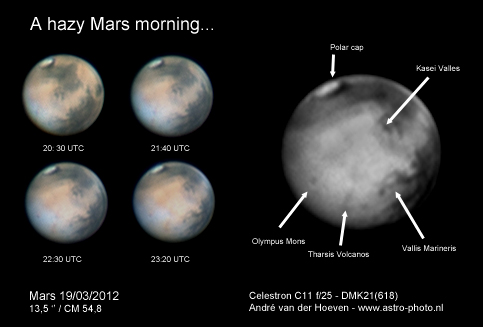 A hazy Mars morning...
Polar cap
Kasei Valles
20: 30 UTC
21:40 UTC
22:30 UTC
23:20 UTC
Olympus Mons
Tharsis Volcanos
Vallis Marineris
Mars 19/03/2012
13,5 '' / CM 54,8
Celestron C11 f/25 - DMK21(618)
André van der Hoeven - www.astro-photo.nl